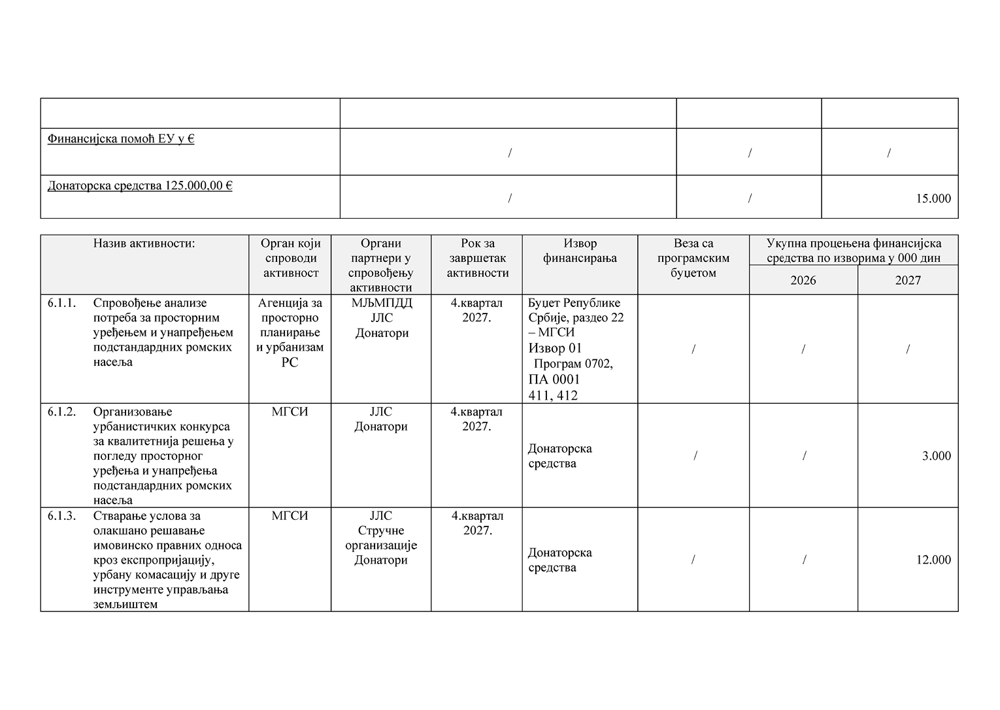 Финансијска помоћ ЕУ у €
/
/
/
Донаторска средства 125.000,00 €
/
/
15.000
Назив активности:
Орган који
спроводи
активност
Органи
партнери у
спровођењу
активности
Рок за
завршетак
активности
Извор
финансирања
Веза са
програмским
буџетом
Укупна процењена финансијска
средства по изворима у 000 дин
2026
2027
6.1.1. Спровођење анализе
потреба за просторним
уређењем и унапређењем
подстандардних ромских
насеља
Агенција за
просторно
планирање
и урбанизам
РС
МЉМПДД
ЈЛС
Донатори
4.квартал
2027.
Буџет Републике
Србије, раздео 22
– МГСИ
Извор 01
Програм 0702,
ПА 0001
411, 412
/
/
/
6.1.2. Организовање
урбанистичких конкурса
за квалитетнија решења у
погледу просторног
уређења и унапређења
подстандардних ромских
насеља
МГСИ
ЈЛС
Донатори
4.квартал
2027.
Донаторска
средства
/
/
3.000
6.1.3. Стварање услова за
олакшано решавање
имовинско правних односа
кроз експропријацију,
урбану комасацију и друге
инструменте управљања
земљиштем
МГСИ
ЈЛС
Стручне
организације
Донатори
4.квартал
2027.
Донаторска
средства
/
/
12.000